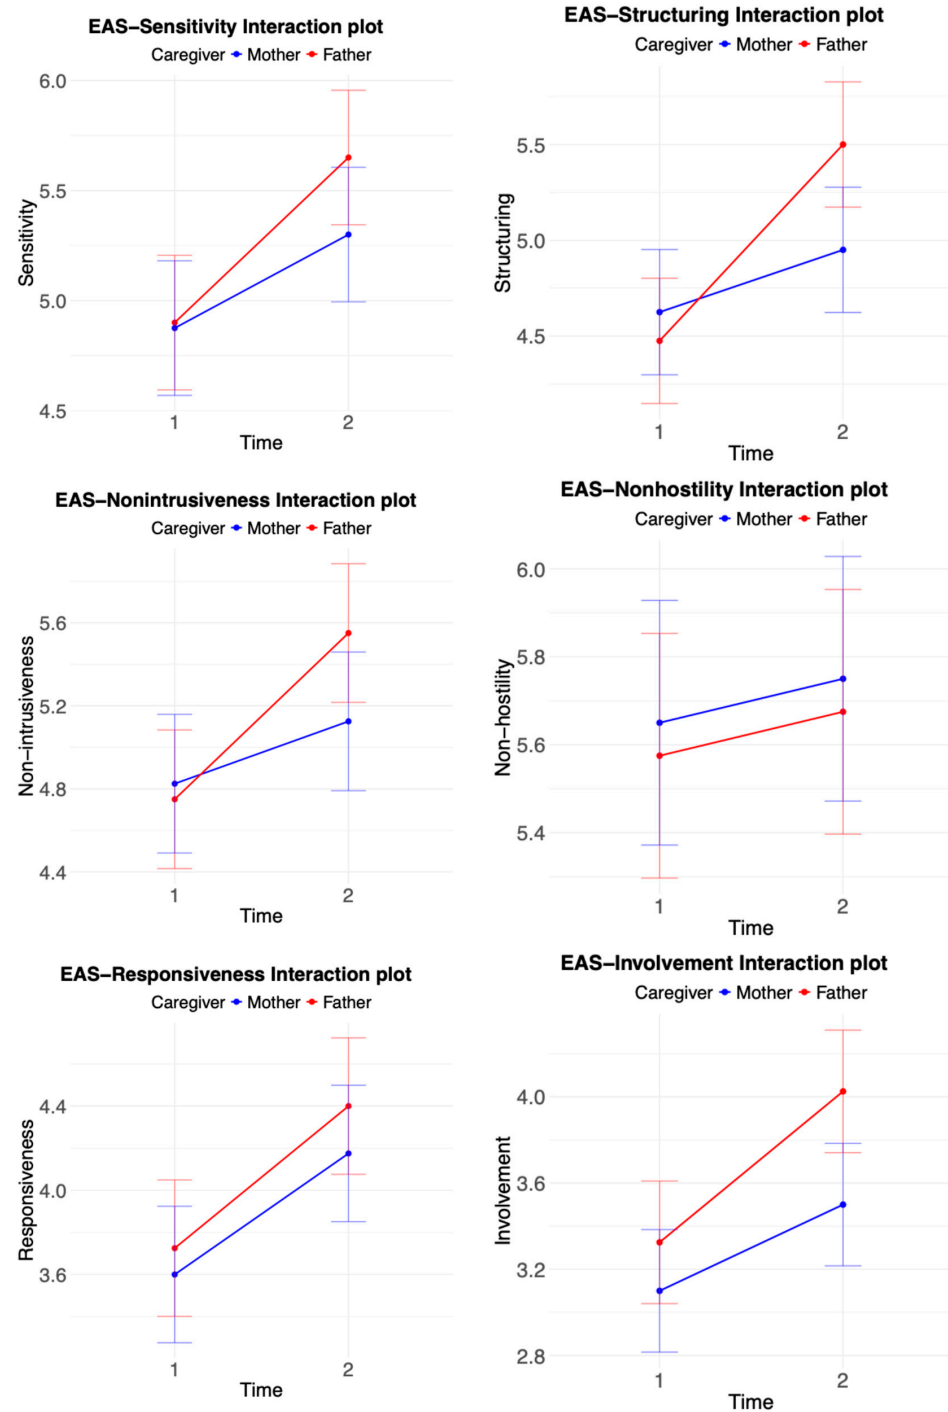 EAS–Sensitivity Interaction plot
Caregiver Mother Father
6.0
5.5
5.0
4.5
Sensitivity
1 2
Time
EAS–Structuring Interaction plot
Caregiver Mother Father
5.5
5.0
4.5
Structuring
1 2
Time
EAS–Nonintrusiveness Interaction plot
Caregiver Mother Father
5.6
5.2
4.8
4.4
Non–intrusiveness
1 2
Time
EAS–Nonhostility Interaction plot
Caregiver Mother Father
6.0
5.8
5.6
5.4
Non–hostility
1 2
Time
EAS–Responsiveness Interaction plot
Caregiver Mother Father
4.4
4.0
3.6
Responsiveness
1 2
Time
EAS–Involvement Interaction plot
Caregiver Mother Father
4.0
3.6
3.2
2.8
Involvement
1 2
Time